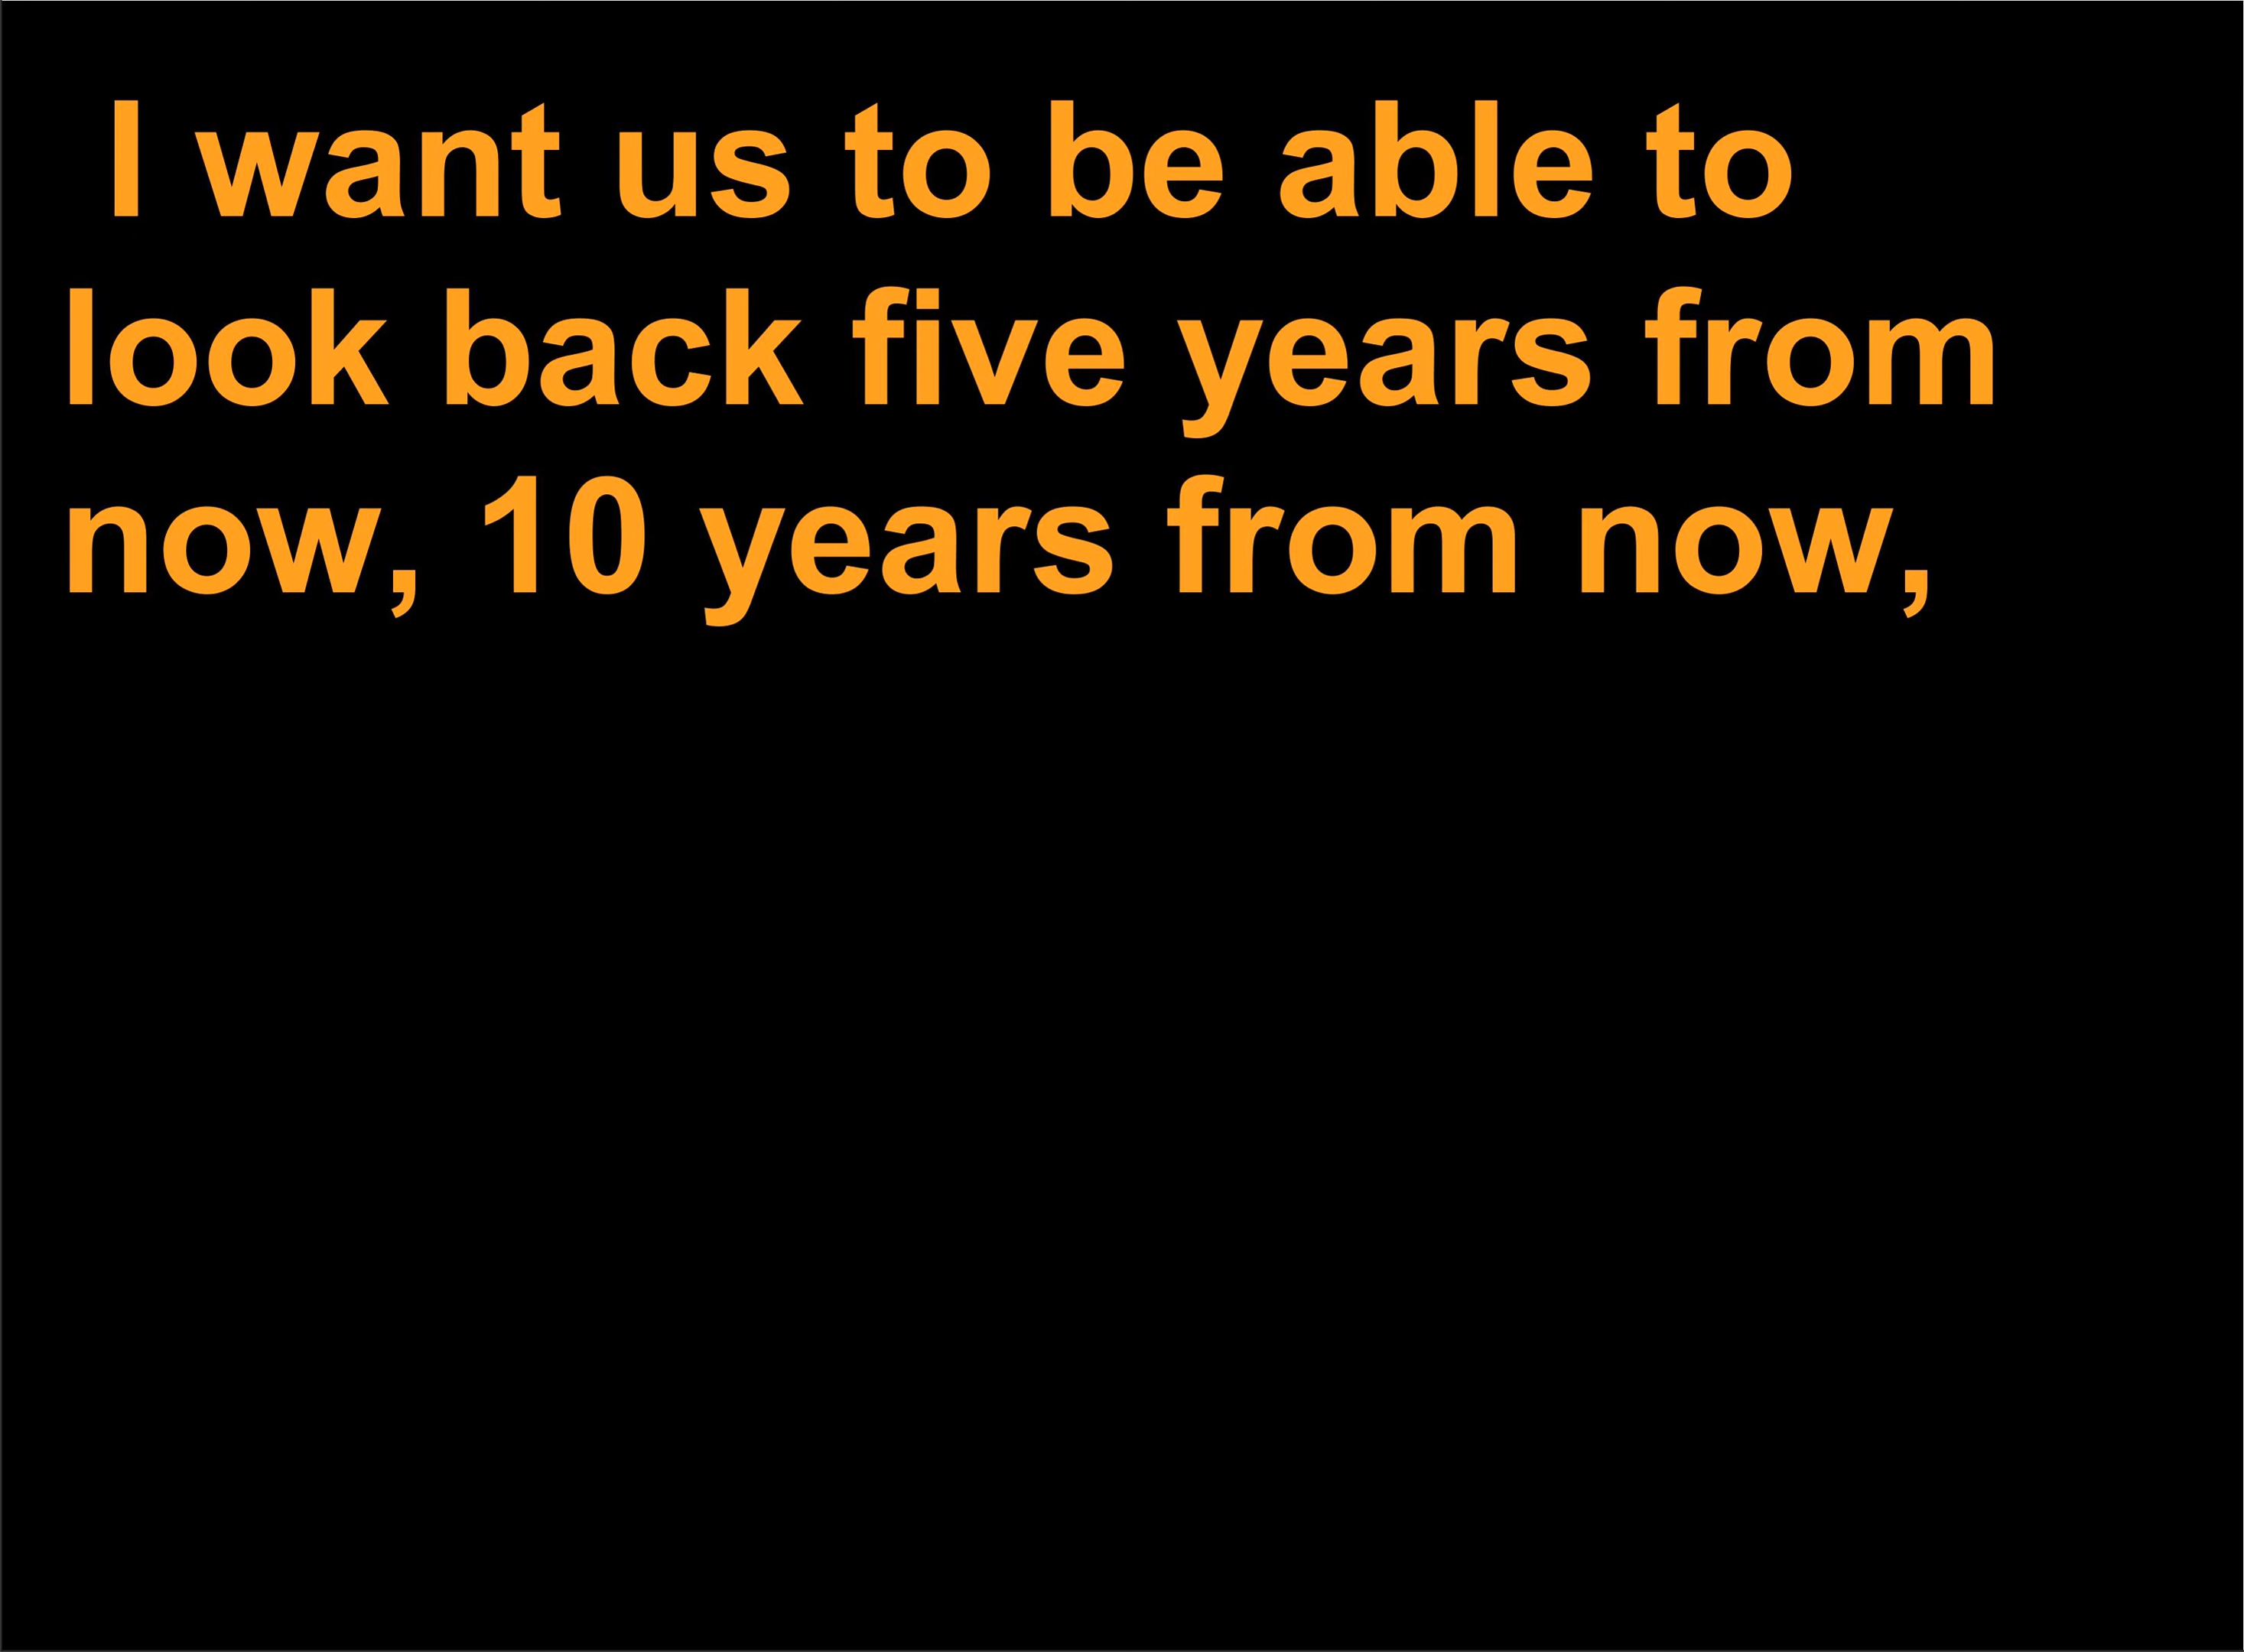 I want us to be able to
look back five years from
now, 10 years from now,